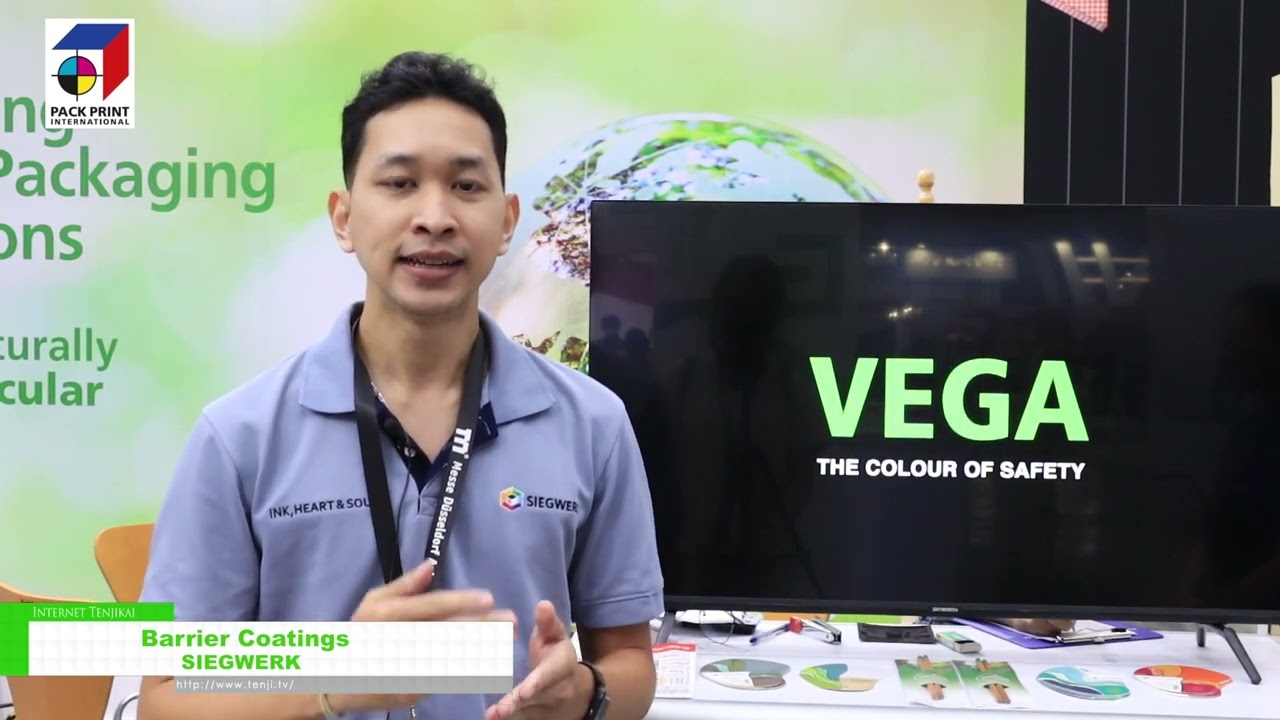 PACK PRINT
INTERNATIONAL
ng
Packaging
ons
turally
cular
VEGA
THE COLOUR OF SAFETY
INK, HEART & SOU
SIEGWER
Messe Düsseldorf A
SKYWORTH
INTERNET TENJIKAI
Barrier Coatings
SIEGWERK
http://www.tenji.tv/